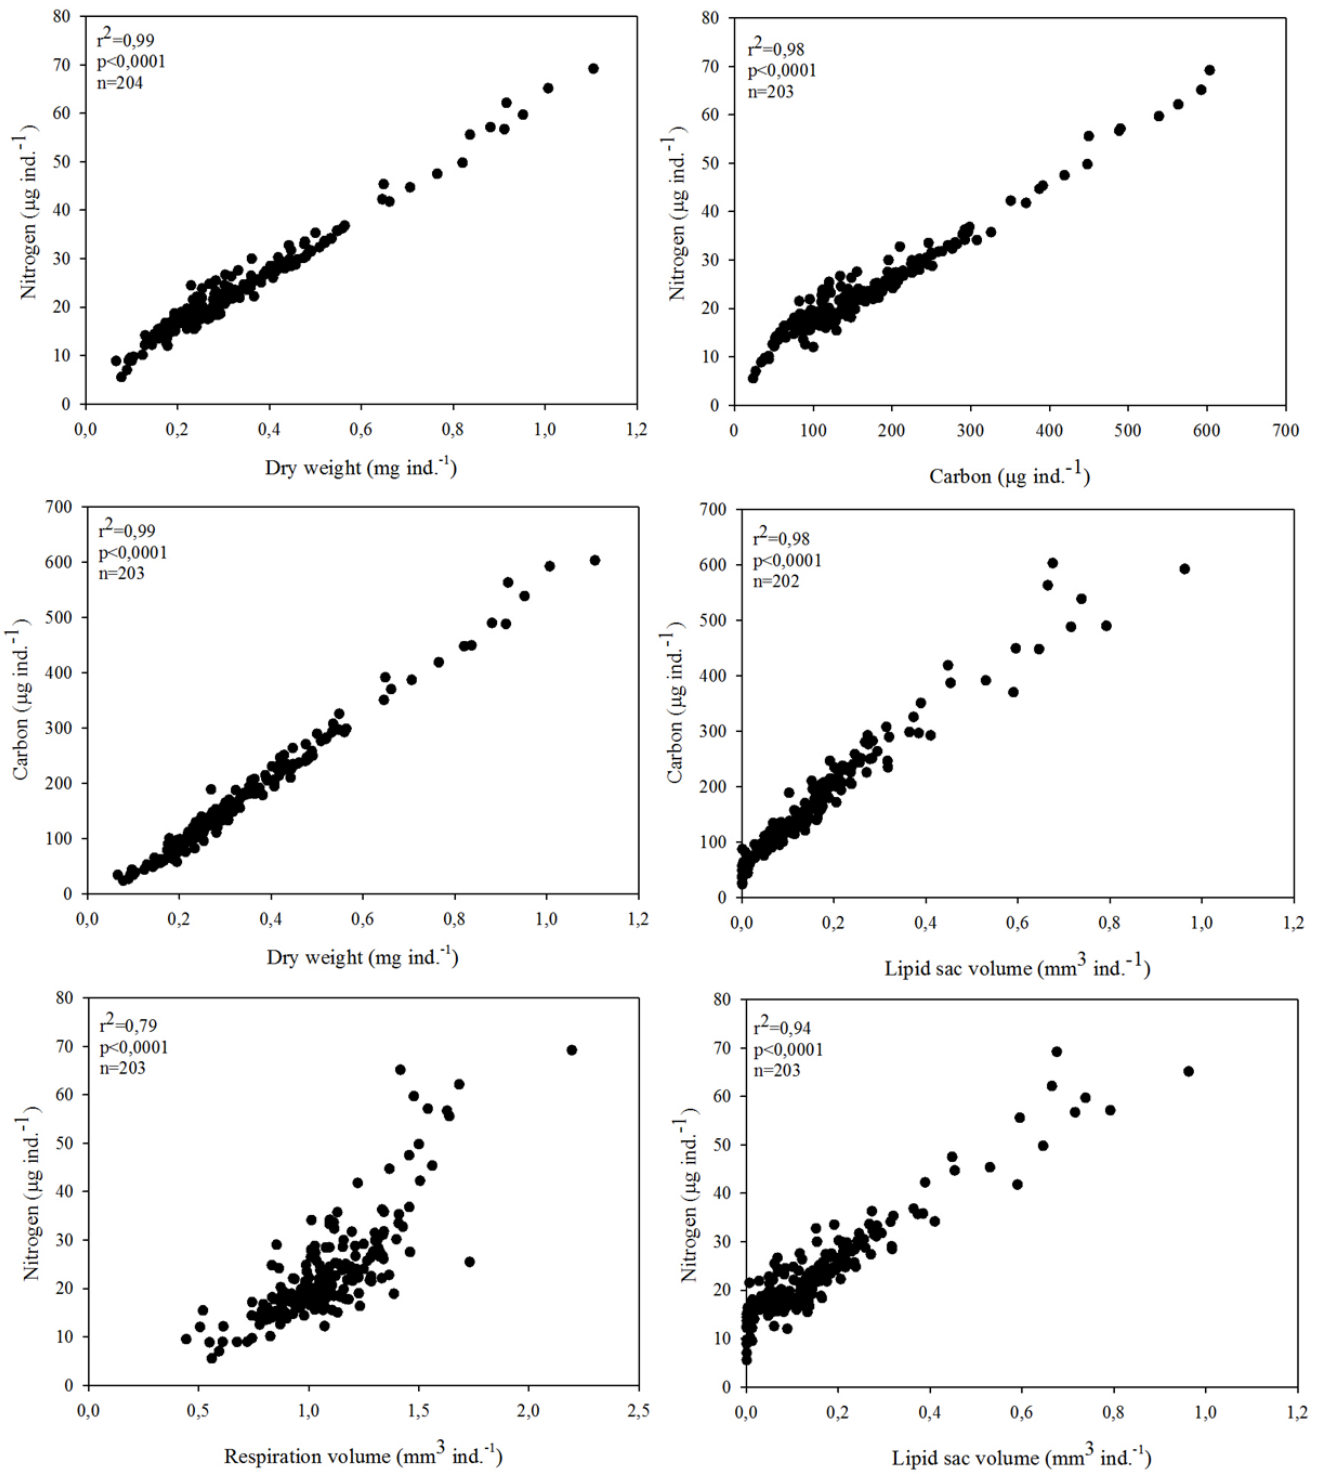 r²=0,99
p<0,0001
n=204
80
70
60
50
40
30
20
10
0
Nitrogen (µg ind.⁻¹)
0,0 0,2 0,4 0,6 0,8 1,0 1,2
Dry weight (mg ind.⁻¹)
r²=0,98
p<0,0001
n=203
80
70
60
50
40
30
20
10
0
Nitrogen (µg ind.⁻¹)
0 100 200 300 400 500 600 700
Carbon (µg ind.⁻¹)
r²=0,99
p<0,0001
n=203
700
600
500
400
300
200
100
0
Carbon (µg ind.⁻¹)
0,0 0,2 0,4 0,6 0,8 1,0 1,2
Dry weight (mg ind.⁻¹)
r²=0,98
p<0,0001
n=202
700
600
500
400
300
200
100
0
Carbon (µg ind.⁻¹)
0,0 0,2 0,4 0,6 0,8 1,0 1,2
Lipid sac volume (mm³ ind.⁻¹)
r²=0,79
p<0,0001
n=203
80
70
60
50
40
30
20
10
0
Nitrogen (µg ind.⁻¹)
0,0 0,5 1,0 1,5 2,0 2,5
Respiration volume (mm³ ind.⁻¹)
r²=0,94
p<0,0001
n=203
80
70
60
50
40
30
20
10
0
Nitrogen (µg ind.⁻¹)
0,0 0,2 0,4 0,6 0,8 1,0 1,2
Lipid sac volume (mm³ ind.⁻¹)